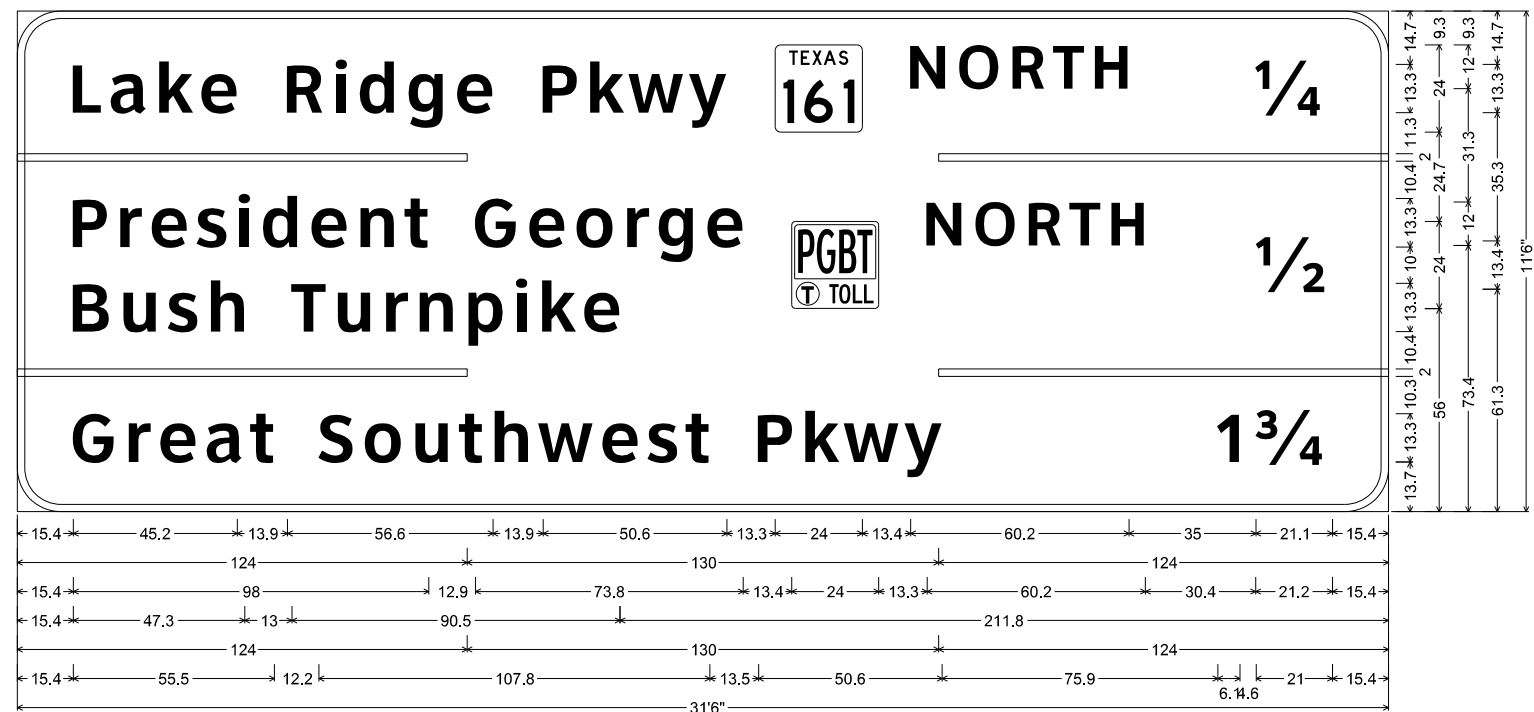 Lake Ridge Pkwy TEXAS 161 NORTH 1/4
President George PGBT NORTH 1/2
Bush Turnpike T TOLL
Great Southwest Pkwy 1 3/4
14.7 13.3 11.3 2 10.4 13.3 10 13.3 10.4 2 10.3 13.3 13.7
9.3 24 24.7 24 56
9.3 12 31.3 12 73.4
14.7 13.3 35.3 13.4 61.3
11'6"
15.4 45.2 13.9 56.6 13.9 50.6 13.3 24 13.4 60.2 35 21.1 15.4
124 130 124
15.4 98 12.9 73.8 13.4 24 13.3 60.2 30.4 21.2 15.4
15.4 47.3 13 90.5 211.8
124 130 124
15.4 55.5 12.2 107.8 13.5 50.6 75.9 6.1 4.6 21 15.4
31'6"